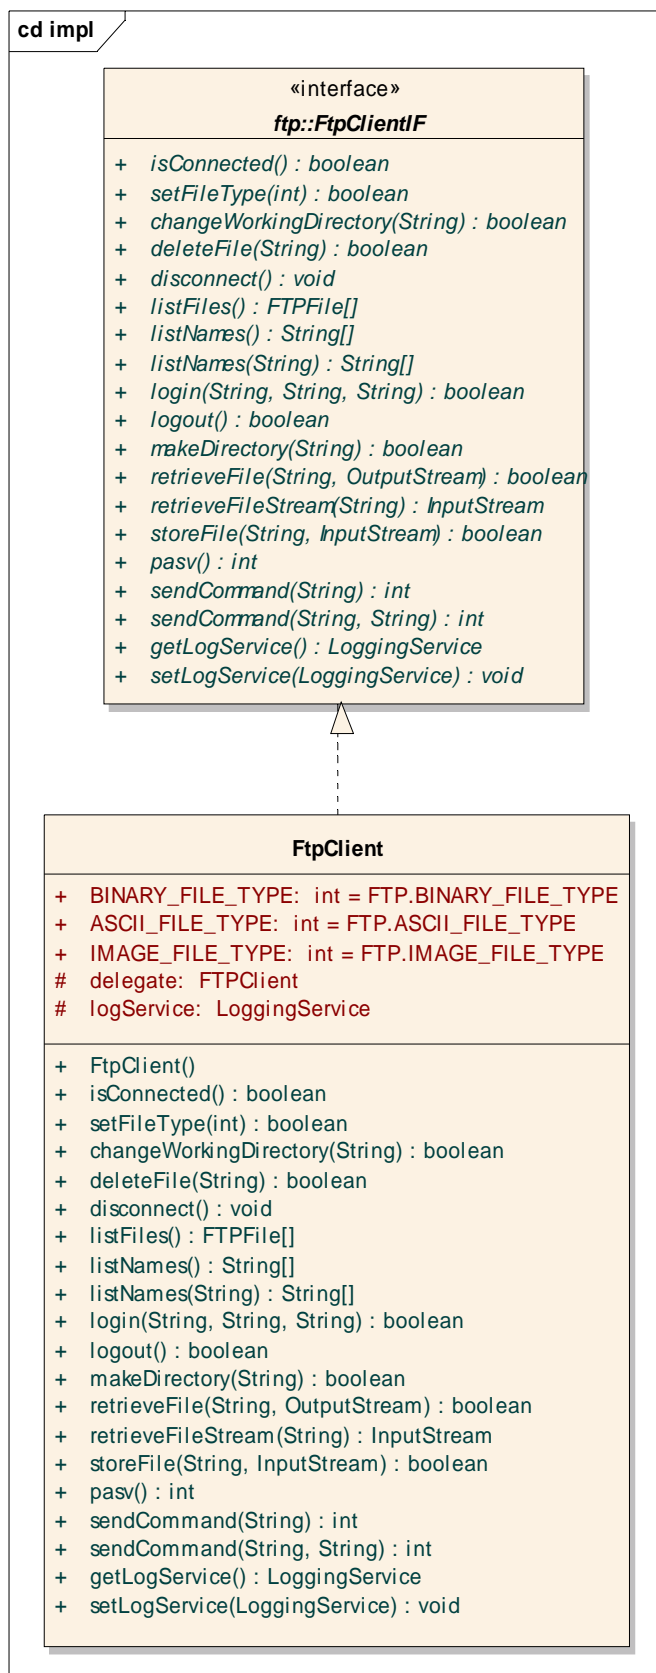 cd impl
«interface»
ftp::FtpClientIF
+ isConnected() : boolean
+ setFileType(int) : boolean
+ changeWorkingDirectory(String) : boolean
+ deleteFile(String) : boolean
+ disconnect() : void
+ listFiles() : FTPFile[]
+ listNames() : String[]
+ listNames(String) : String[]
+ login(String, String, String) : boolean
+ logout() : boolean
+ makeDirectory(String) : boolean
+ retrieveFile(String, OutputStream) : boolean
+ retrieveFileStream(String) : InputStream
+ storeFile(String, InputStream) : boolean
+ pasv() : int
+ sendCommand(String) : int
+ sendCommand(String, String) : int
+ getLogService() : LoggingService
+ setLogService(LoggingService) : void
FtpClient
+ BINARY_FILE_TYPE: int = FTP.BINARY_FILE_TYPE
+ ASCII_FILE_TYPE: int = FTP.ASCII_FILE_TYPE
+ IMAGE_FILE_TYPE: int = FTP.IMAGE_FILE_TYPE
# delegate: FTPClient
# logService: LoggingService
+ FtpClient()
+ isConnected() : boolean
+ setFileType(int) : boolean
+ changeWorkingDirectory(String) : boolean
+ deleteFile(String) : boolean
+ disconnect() : void
+ listFiles() : FTPFile[]
+ listNames() : String[]
+ listNames(String) : String[]
+ login(String, String, String) : boolean
+ logout() : boolean
+ makeDirectory(String) : boolean
+ retrieveFile(String, OutputStream) : boolean
+ retrieveFileStream(String) : InputStream
+ storeFile(String, InputStream) : boolean
+ pasv() : int
+ sendCommand(String) : int
+ sendCommand(String, String) : int
+ getLogService() : LoggingService
+ setLogService(LoggingService) : void